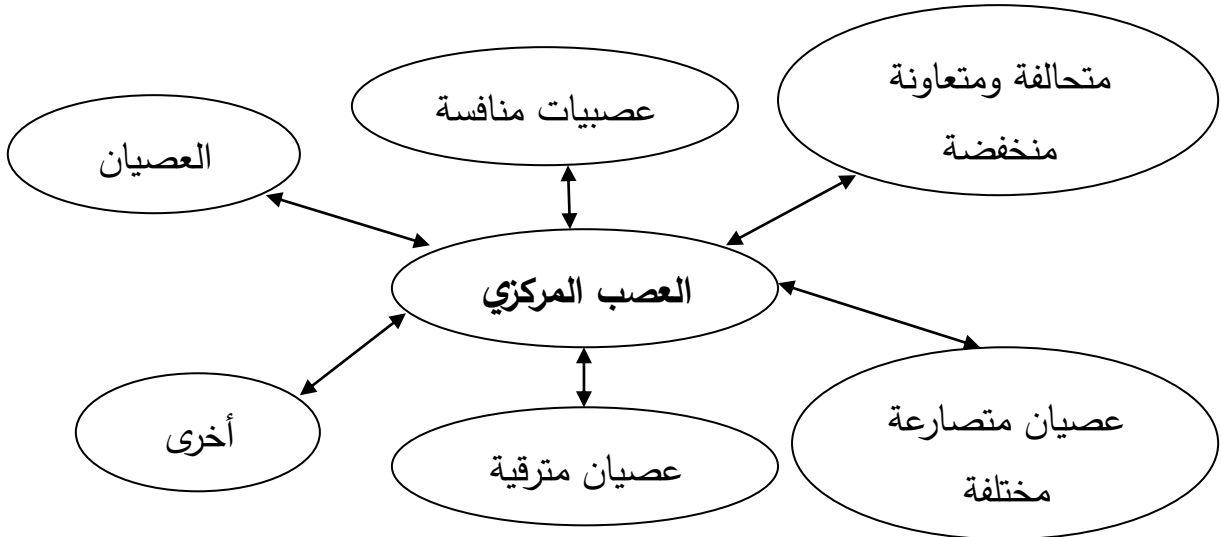 متحالفة ومتعاونة
منخفضة
عصبيات منافسة
العصيان
العصب المركزي
عصيان متصارعة
مختلفة
عصيان مترقية
أخرى